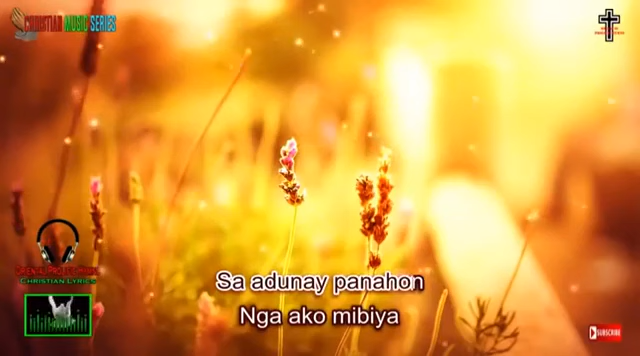 CHRISTIAN MUSIC SERIES
CHRISTIAN LYRICS
Sa adunay panahon
Nga ako mibiya
SUBSCRIBE